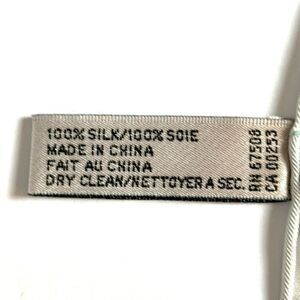 100% SILK/100% SOIE
MADE IN CHINA
FAIT AU CHINA
DRY CLEAN/NETTOYER A SEC.
RN 67508
CA 00253